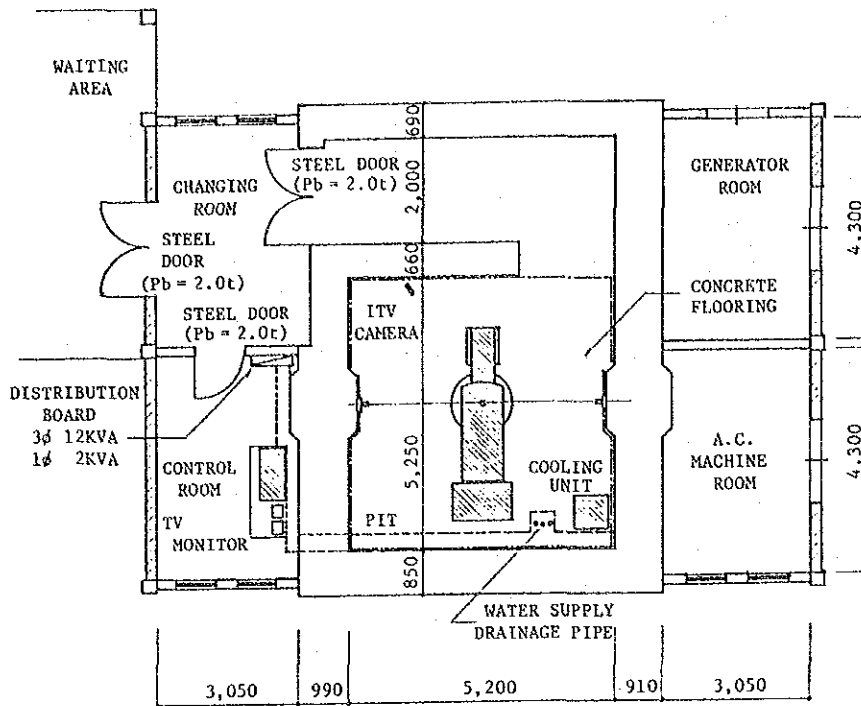 WAITING
AREA
690
STEEL DOOR
(Pb = 2.0t)
2,000
GENERATOR
ROOM
CHANGING
ROOM
4,300
STEEL
DOOR
(Pb = 2.0t)
660
STEEL DOOR
(Pb = 2.0t)
ITV
CAMERA
CONCRETE
FLOORING
DISTRIBUTION
BOARD
3φ 12KVA
1φ 2KVA
5,250
A.C.
MACHINE
ROOM
4,300
CONTROL
ROOM
COOLING
UNIT
TV
MONITOR
PIT
850
WATER SUPPLY
DRAINAGE PIPE
3,050
990
5,200
910
3,050